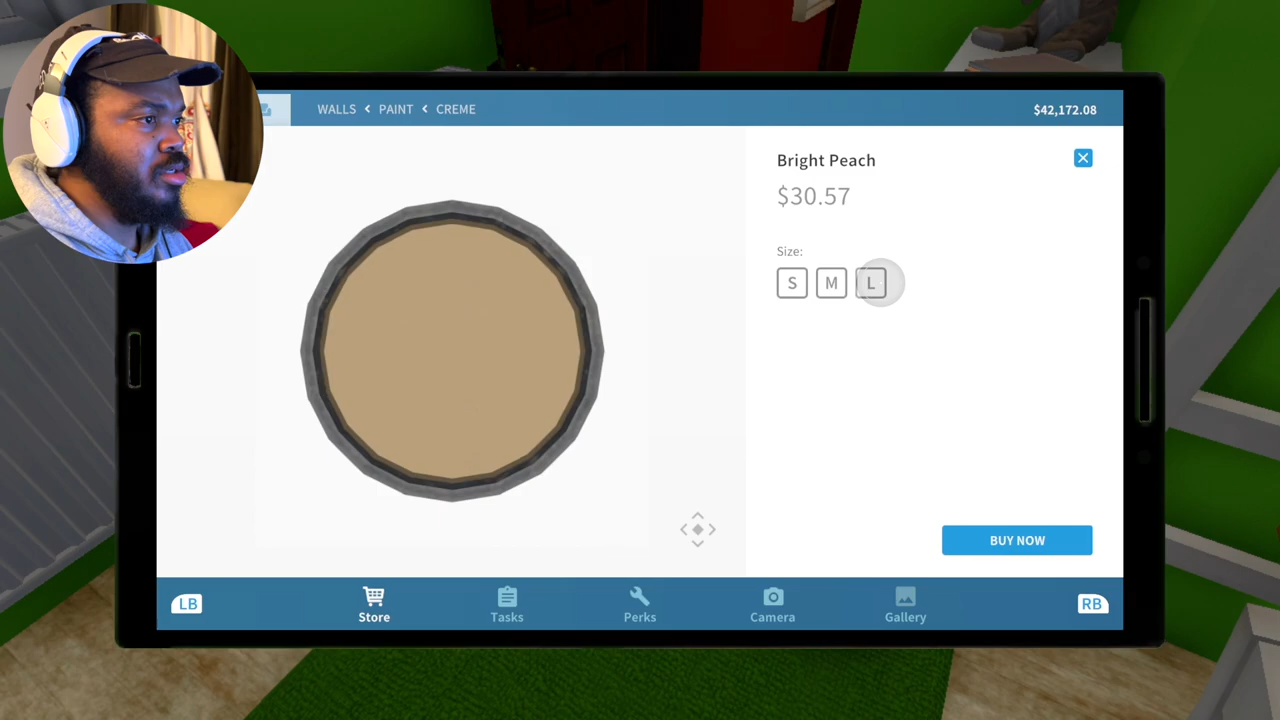 WALLS < PAINT < CREME
$42,172.08
Bright Peach
$30.57
Size:
S M L
BUY NOW
LB
Store
Tasks
Perks
Camera
Gallery
RB